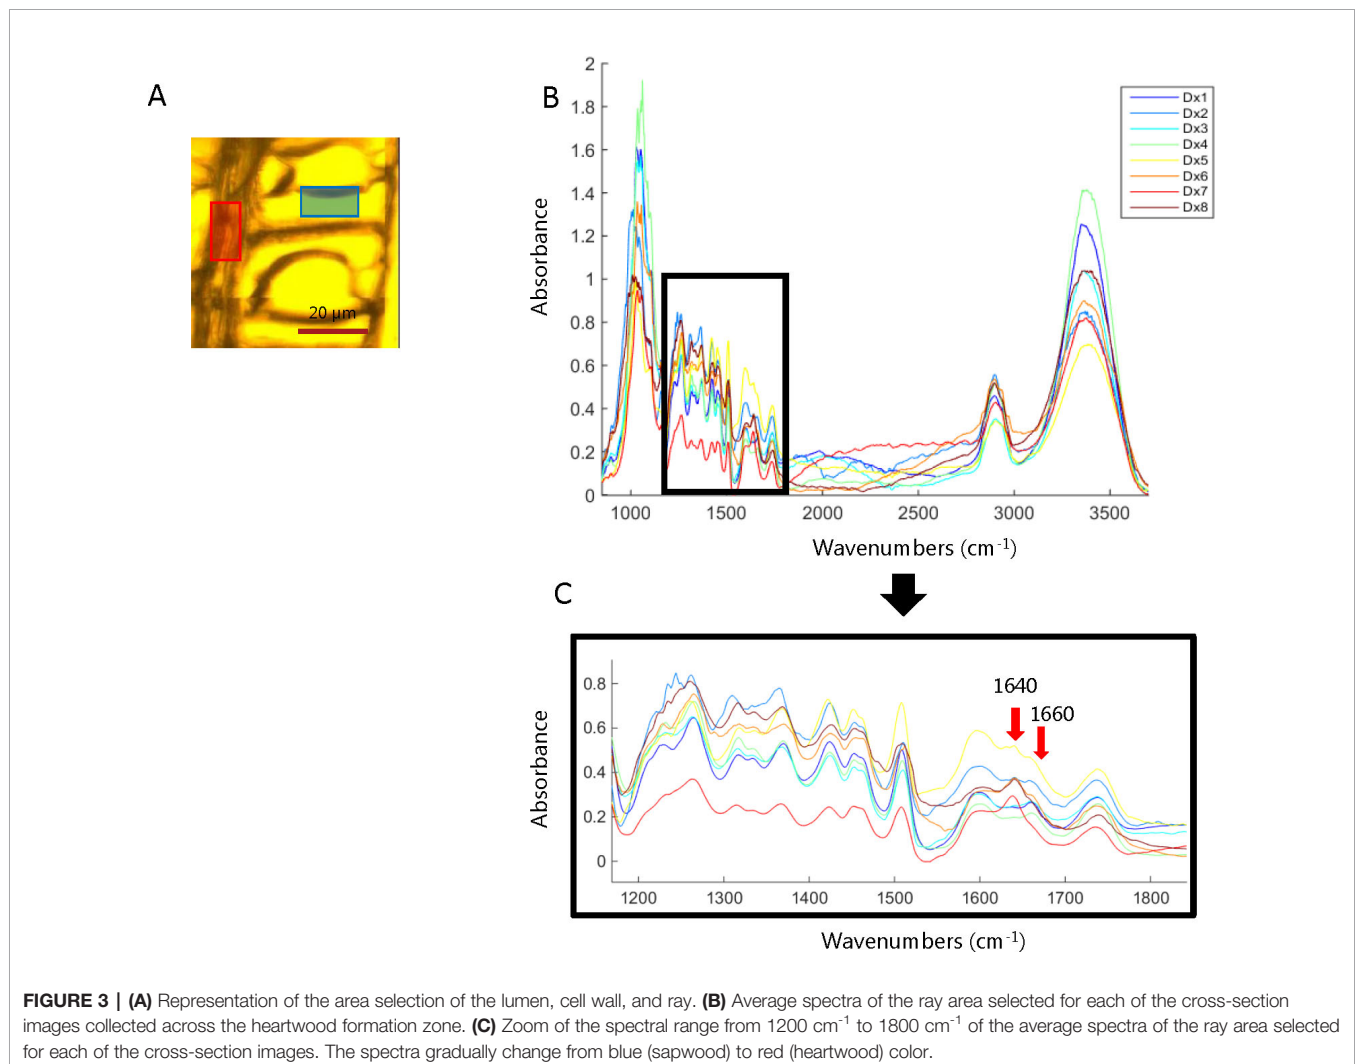 A
20 µm
B
Absorbance
2
1.8
1.6
1.4
1.2
1
0.8
0.6
0.4
0.2
0
1000 1500 2000 2500 3000 3500
Wavenumbers (cm⁻¹)
Dx1
Dx2
Dx3
Dx4
Dx5
Dx6
Dx7
Dx8
C
Absorbance
0.8
0.6
0.4
0.2
0
1640
1660
1200 1300 1400 1500 1600 1700 1800
Wavenumbers (cm⁻¹)
FIGURE 3 | (A) Representation of the area selection of the lumen, cell wall, and ray. (B) Average spectra of the ray area selected for each of the cross-section
images collected across the heartwood formation zone. (C) Zoom of the spectral range from 1200 cm⁻¹ to 1800 cm⁻¹ of the average spectra of the ray area selected
for each of the cross-section images. The spectra gradually change from blue (sapwood) to red (heartwood) color.